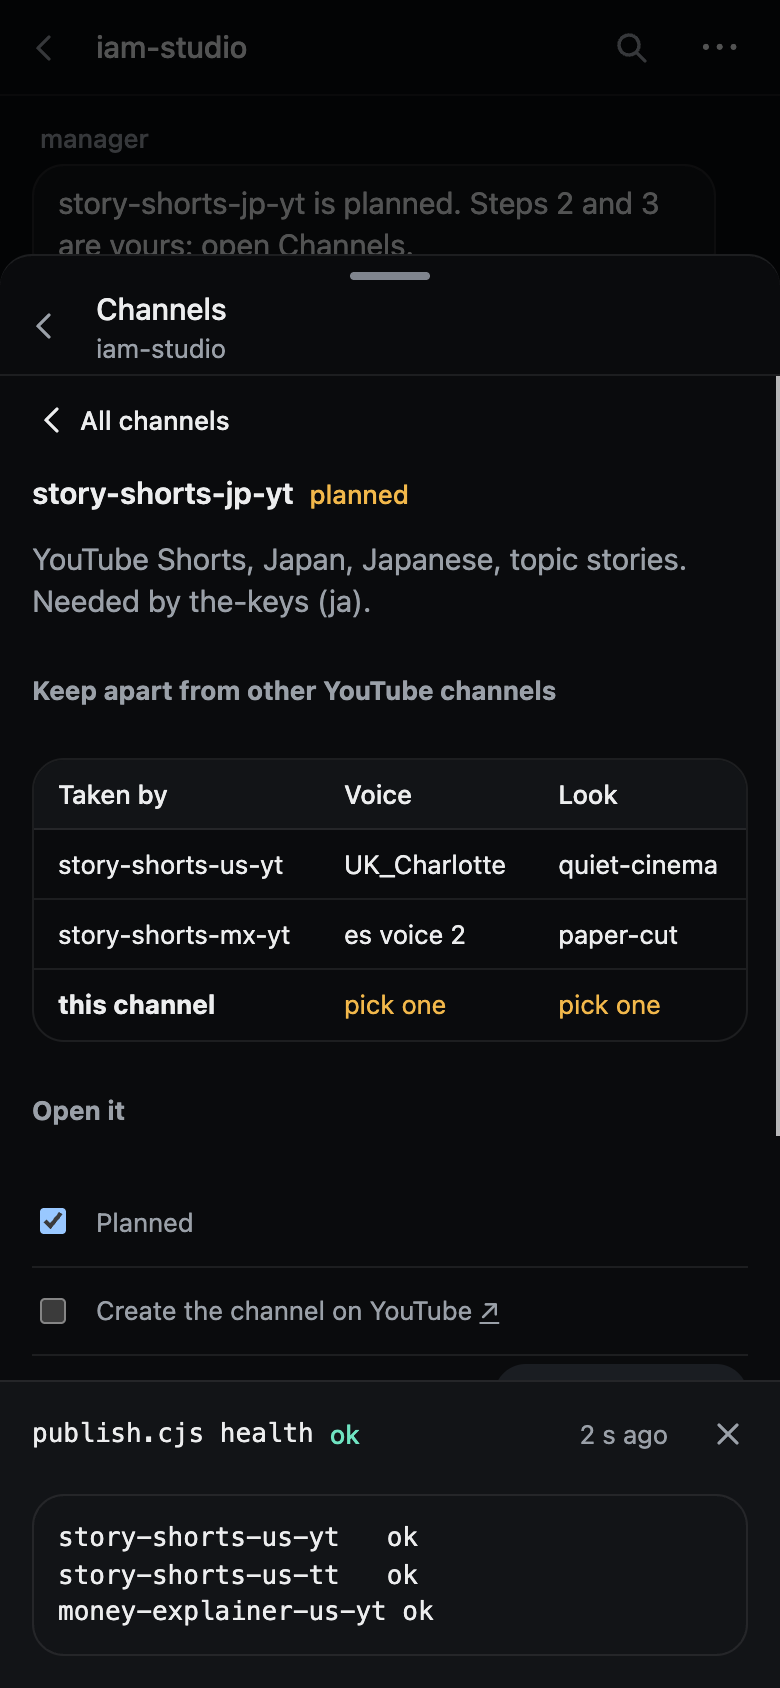 iam-studio
manager
story-shorts-jp-yt is planned. Steps 2 and 3
are yours: open Channels.
Channels
iam-studio
All channels
story-shorts-jp-yt planned
YouTube Shorts, Japan, Japanese, topic stories.
Needed by the-keys (ja).
Keep apart from other YouTube channels
Taken by Voice Look
story-shorts-us-yt UK_Charlotte quiet-cinema
story-shorts-mx-yt es voice 2 paper-cut
this channel pick one pick one
Open it
Planned
Create the channel on YouTube ↗
publish.cjs health ok 2 s ago
story-shorts-us-yt ok
story-shorts-us-tt ok
money-explainer-us-yt ok